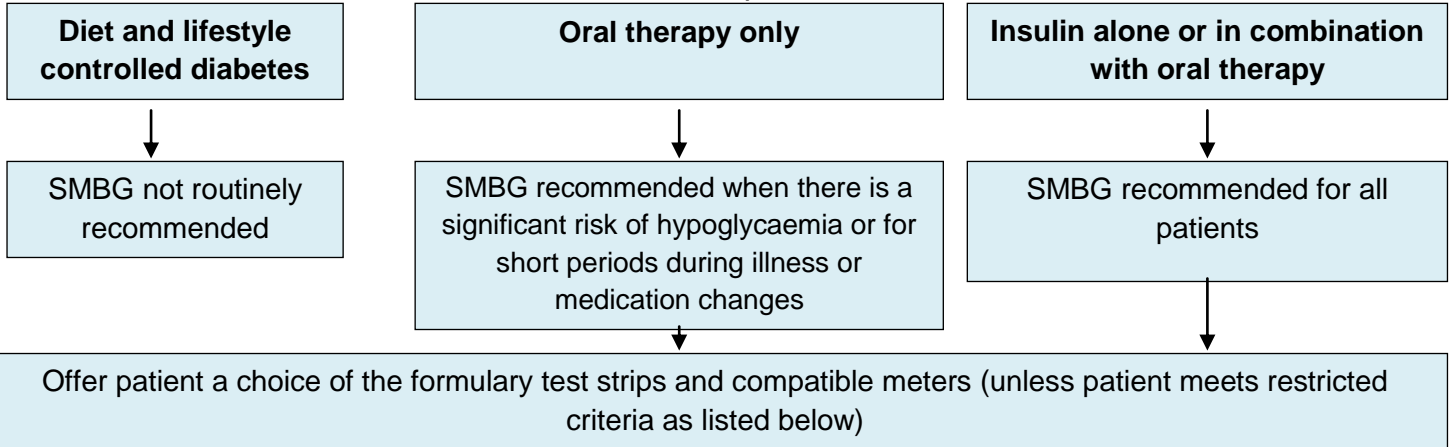 Diet and lifestyle
controlled diabetes
Oral therapy only
Insulin alone or in combination
with oral therapy
SMBG not routinely
recommended
SMBG recommended when there is a
significant risk of hypoglycaemia or for
short periods during illness or
medication changes
SMBG recommended for all
patients
Offer patient a choice of the formulary test strips and compatible meters (unless patient meets restricted
criteria as listed below)